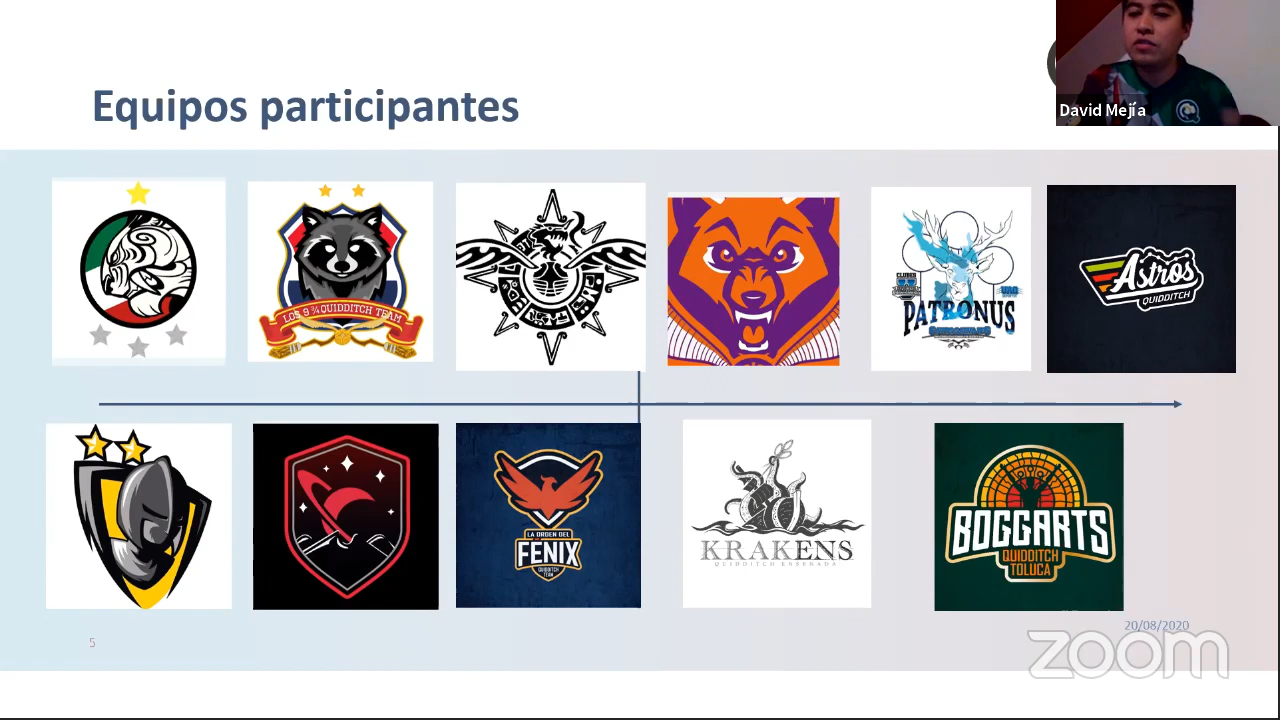 Equipos participantes
David Mejía
LOS 9 ¾ QUIDDITCH TEAM
PATRONUS
Astros
QUIDDITCH
LA ORDEN DEL
FÉNIX
QUIDDITCH
TEAM
KRAKENS
QUIDDITCH ENSENADA
BOGGARTS
QUIDDITCH
TOLUCA
5
20/08/2020
zoom